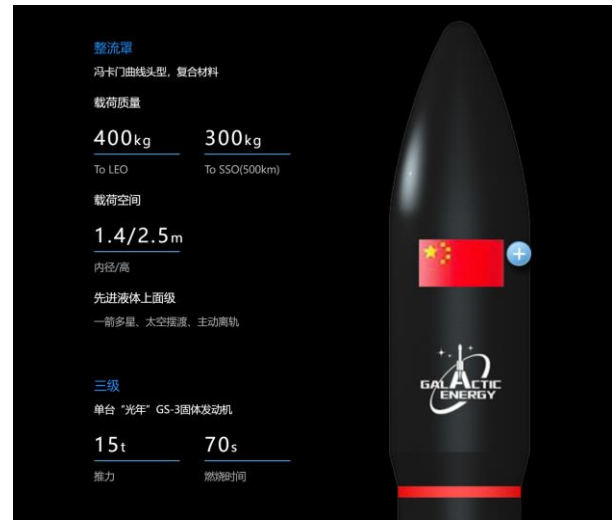 整流罩
冯卡门曲线头型，复合材料
载荷质量
400kg 300kg
To LEO To SSO(500km)
载荷空间
1.4/2.5m
内径/高
先进液体上面级
一箭多星、太空摆渡、主动离轨
三级
单台“光年”GS-3固体发动机
15t 70s
推力 燃烧时间
GALACTIC
ENERGY